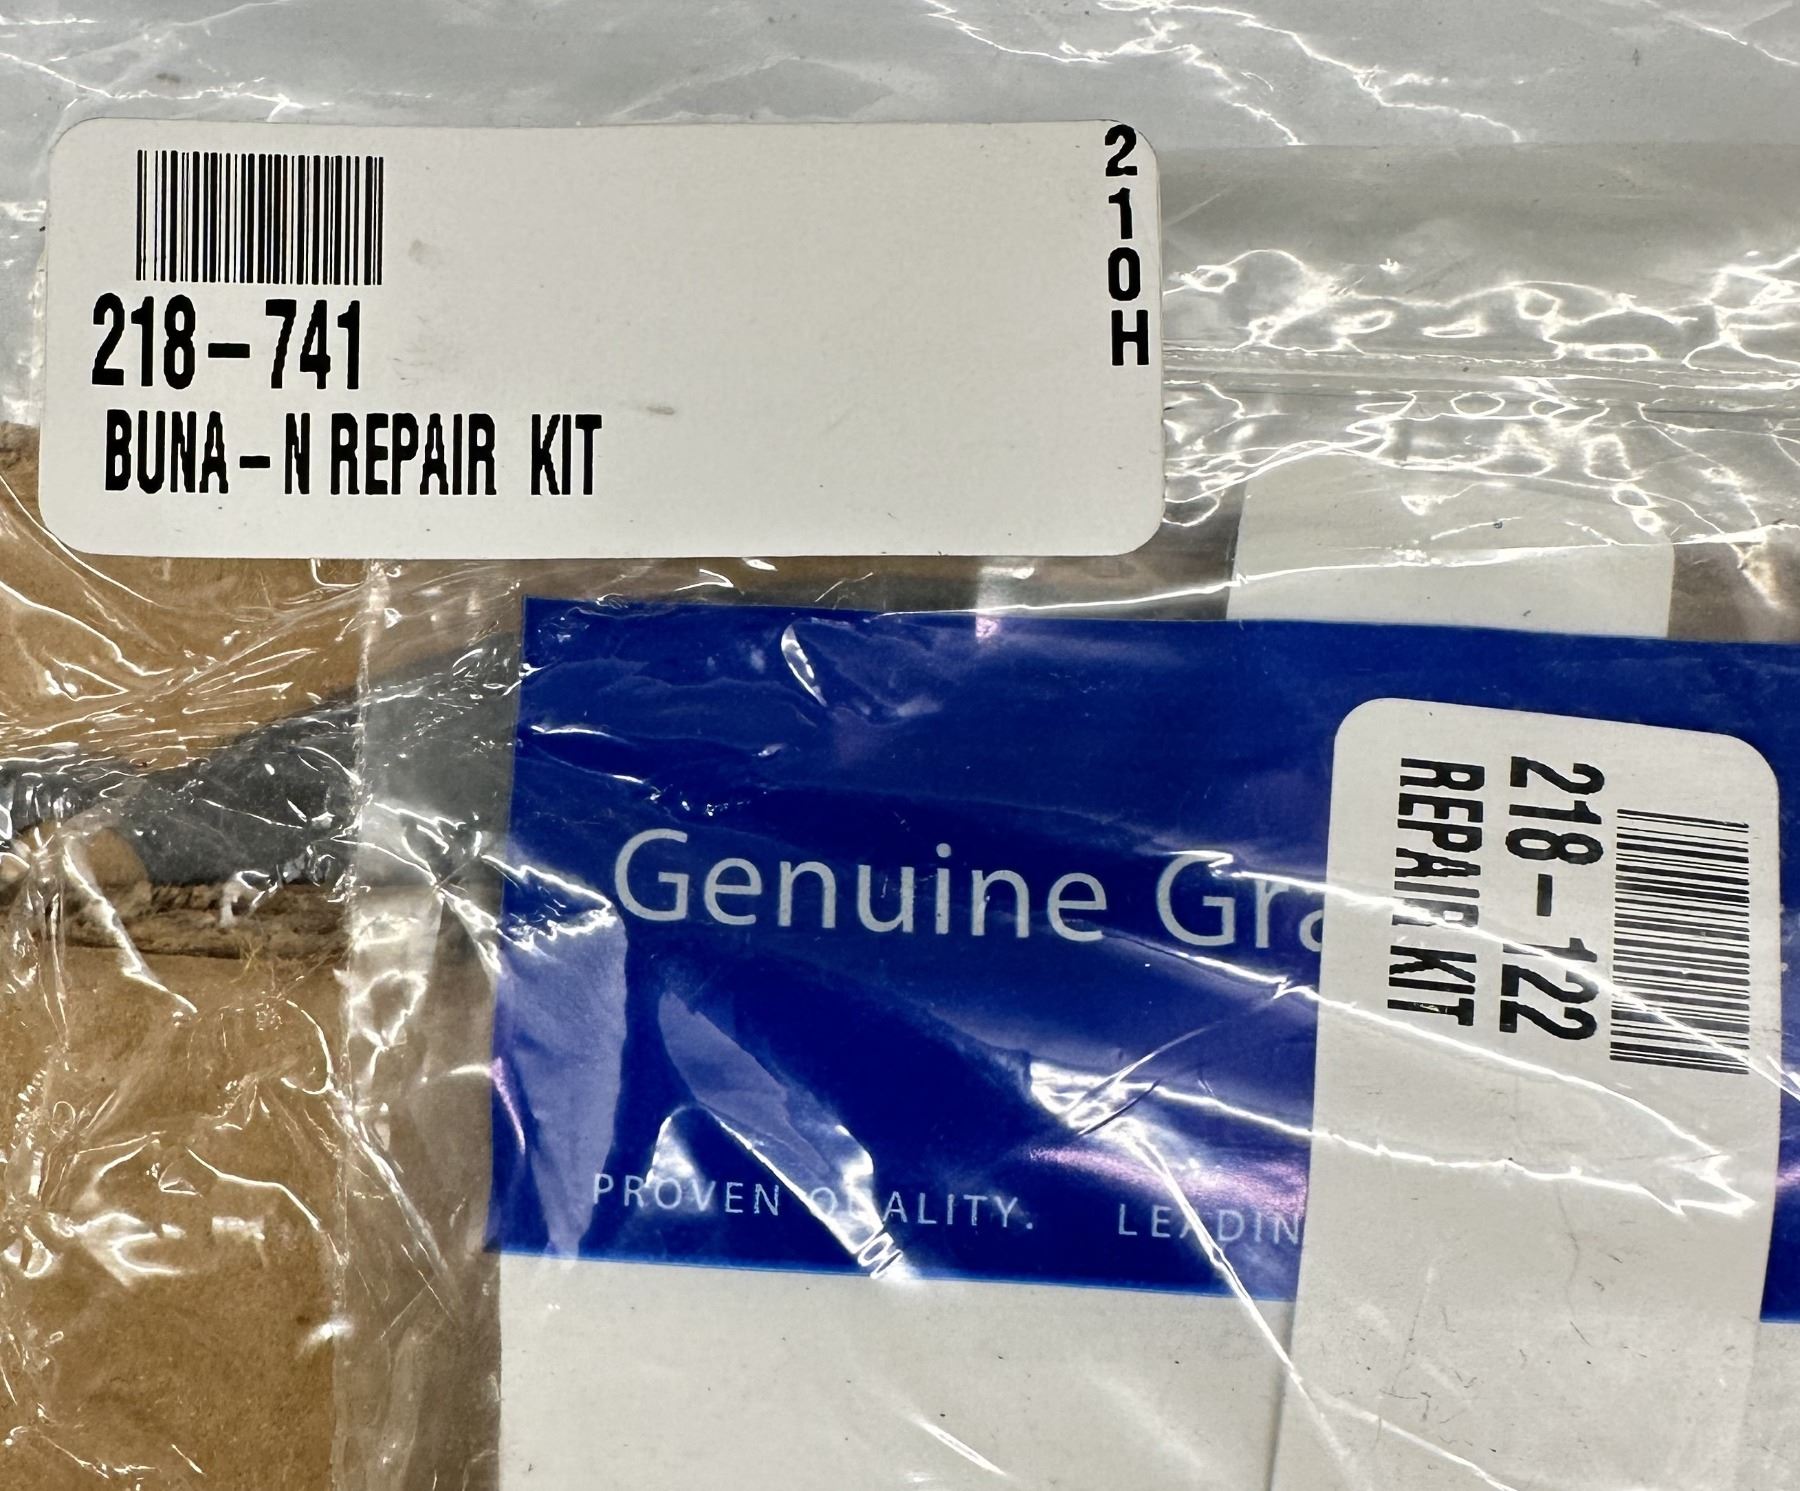 210H
218-741
BUNA-N REPAIR KIT
Genuine Gra
218-122
REPAIR KIT
PROVEN QUALITY. LEADIN